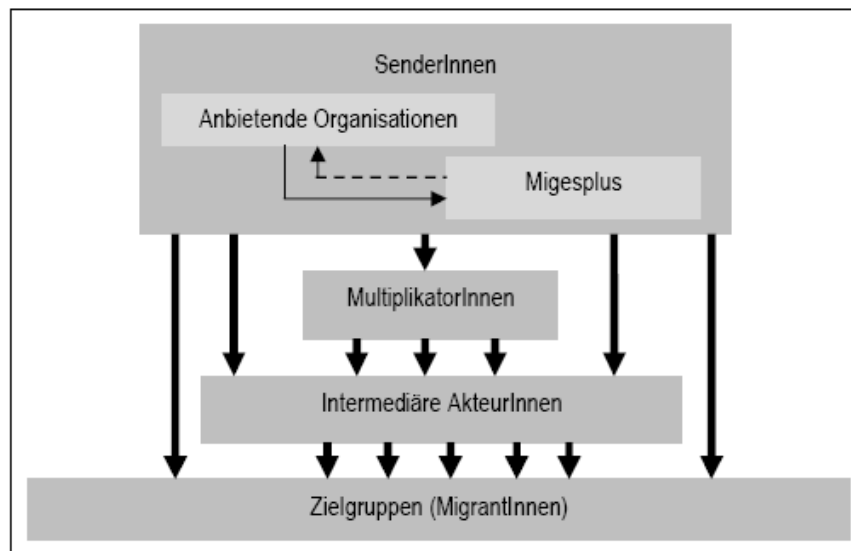 SenderInnen
Anbietende Organisationen
Migesplus
MultiplikatorInnen
Intermediäre AkteurInnen
Zielgruppen (MigrantInnen)